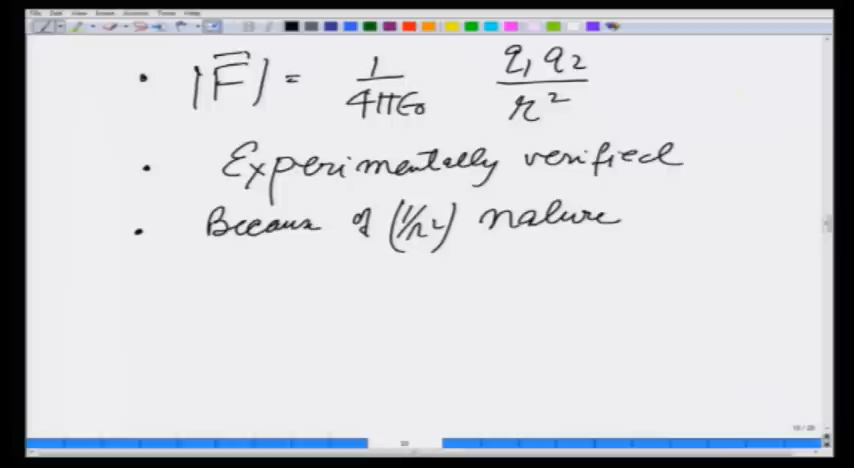 • |F̅| = 1/4πϵ₀ q₁q₂/r²
• Experimentally verified
• Because of (1/r²) nature